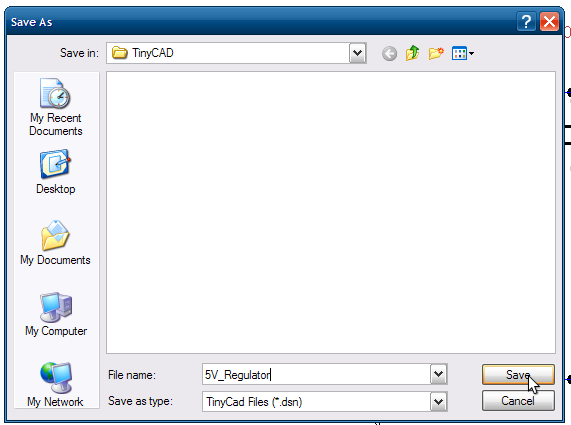 Save As
Save in:
TinyCAD
My Recent
Documents
Desktop
My Documents
My Computer
My Network
File name:
5V_Regulator
Save
Save as type:
TinyCad Files (*.dsn)
Cancel